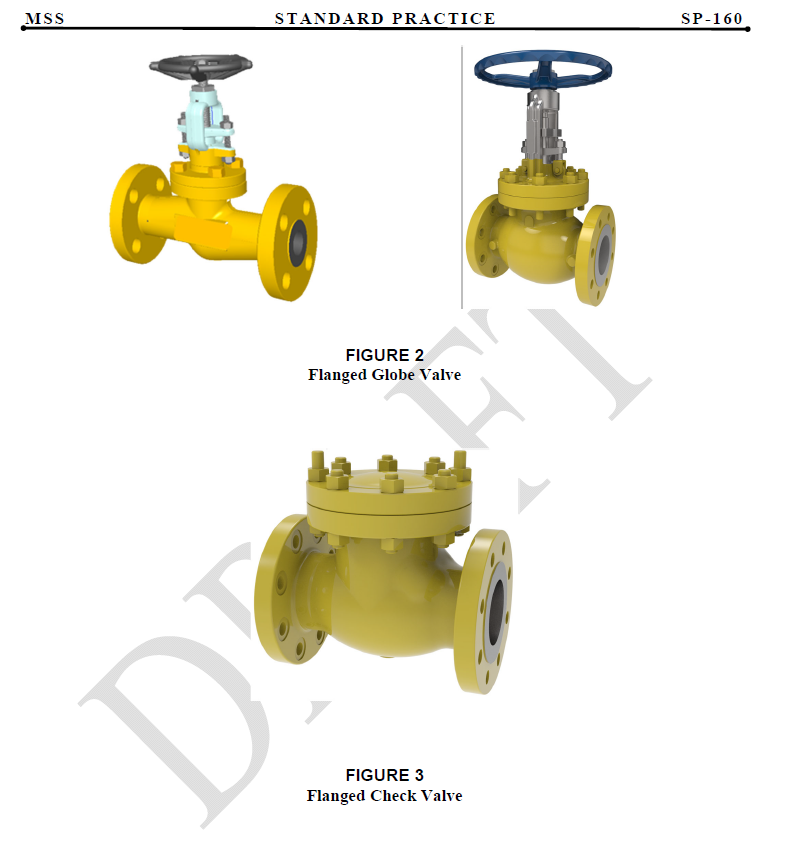 MSS STANDARD PRACTICE SP-160
FIGURE 2
Flanged Globe Valve
DRAFT
FIGURE 3
Flanged Check Valve